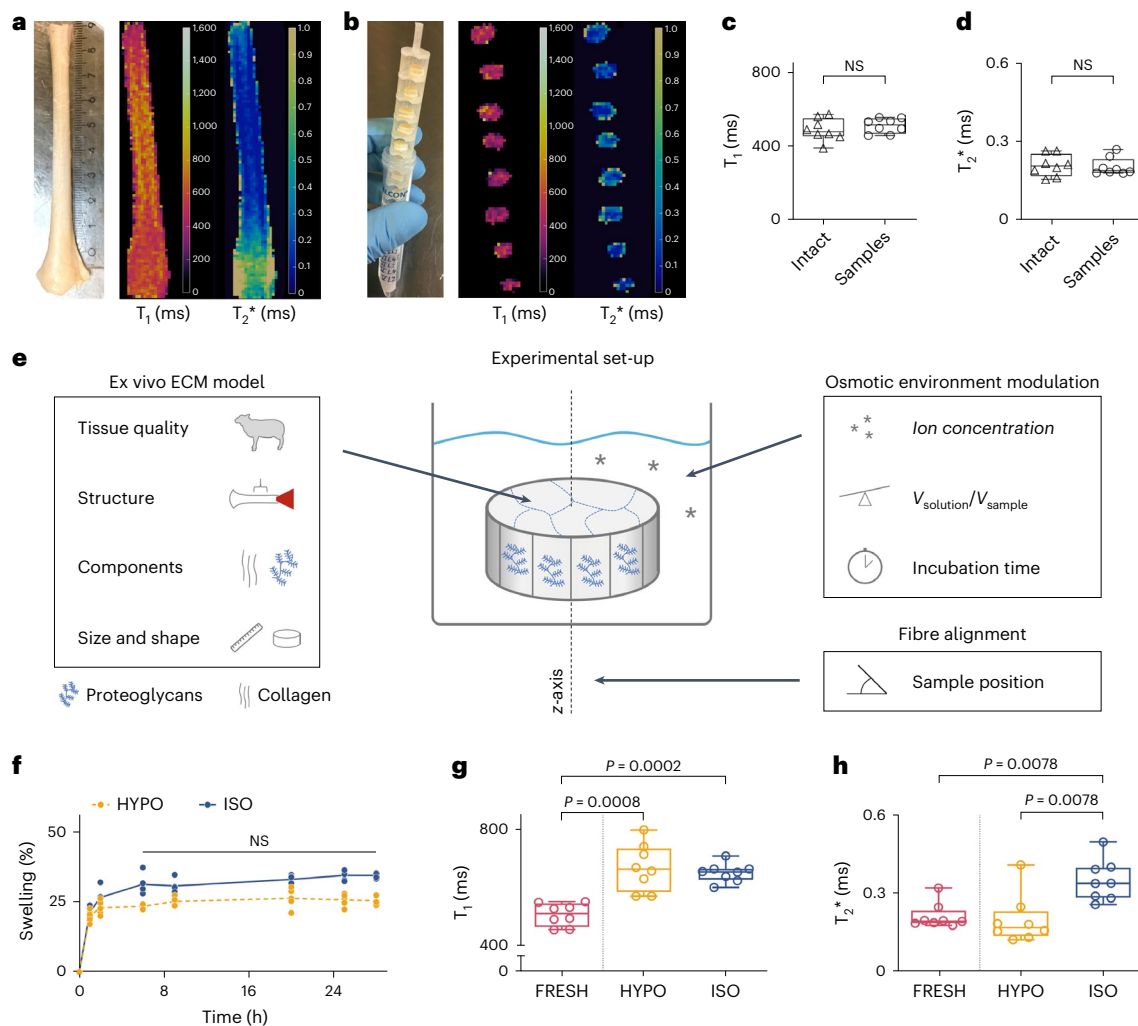 a
1,600
1,400
1,200
1,000
800
600
400
200
0
1.0
0.9
0.8
0.7
0.6
0.5
0.4
0.3
0.2
0.1
0
T1 (ms)
T2* (ms)
b
1,600
1,400
1,200
1,000
800
600
400
200
0
1.0
0.9
0.8
0.7
0.6
0.5
0.4
0.3
0.2
0.1
0
T1 (ms)
T2* (ms)
c
NS
800
400
0
T1 (ms)
Intact
Samples
d
NS
0.6
0.3
0
T2* (ms)
Intact
Samples
e
Experimental set-up
Ex vivo ECM model
Tissue quality
Structure
Components
Size and shape
Proteoglycans
Collagen
z-axis
Osmotic environment modulation
Ion concentration
Vsolution/Vsample
Incubation time
Fibre alignment
Sample position
f
HYPO
ISO
NS
50
25
0
Swelling (%)
0
8
16
24
Time (h)
g
P = 0.0002
P = 0.0008
800
400
0
T1 (ms)
FRESH
HYPO
ISO
h
P = 0.0078
P = 0.0078
0.6
0.3
0
T2* (ms)
FRESH
HYPO
ISO